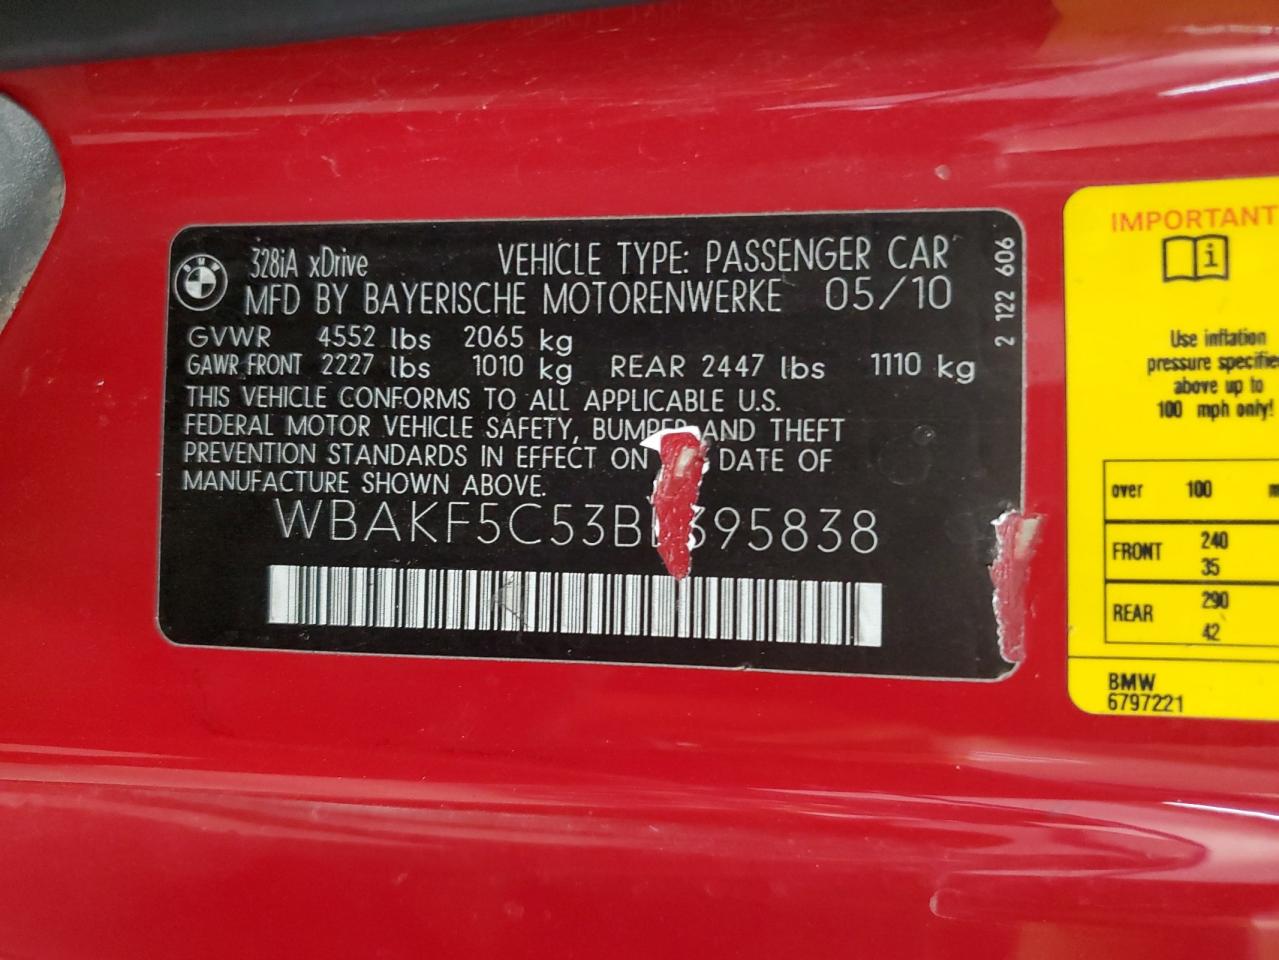 328iA xDrive VEHICLE TYPE: PASSENGER CAR
MFD BY BAYERISCHE MOTORENWERKE 05/10
GVWR 4552 lbs 2065 kg
GAWR FRONT 2227 lbs 1010 kg REAR 2447 lbs 1110 kg
THIS VEHICLE CONFORMS TO ALL APPLICABLE U.S.
FEDERAL MOTOR VEHICLE SAFETY, BUMPER AND THEFT
PREVENTION STANDARDS IN EFFECT ON DATE OF
MANUFACTURE SHOWN ABOVE.
WBAKF5C53BE395838
2 122 606
BMW
IMPORTANT
i
Use inflation
pressure specifie
above up to
100 mph only!
over 100 m
FRONT 240
35
REAR 290
42
BMW
6797221